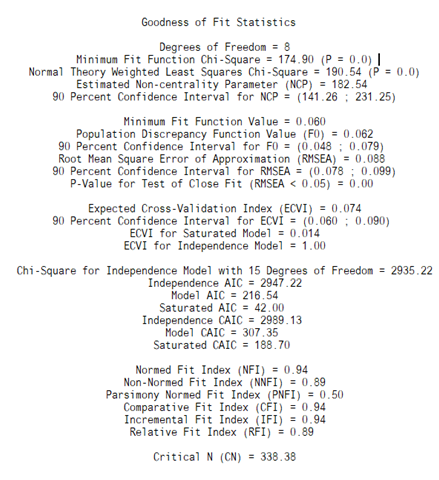 Goodness of Fit Statistics
Degrees of Freedom = 8
Minimum Fit Function Chi-Square = 174.90 (P = 0.0)
Normal Theory Weighted Least Squares Chi-Square = 190.54 (P = 0.0)
Estimated Non-centrality Parameter (NCP) = 182.54
90 Percent Confidence Interval for NCP = (141.26 ; 231.25)
Minimum Fit Function Value = 0.060
Population Discrepancy Function Value (F0) = 0.062
90 Percent Confidence Interval for F0 = (0.048 ; 0.079)
Root Mean Square Error of Approximation (RMSEA) = 0.088
90 Percent Confidence Interval for RMSEA = (0.078 ; 0.099)
P-Value for Test of Close Fit (RMSEA < 0.05) = 0.00
Expected Cross-Validation Index (ECVI) = 0.074
90 Percent Confidence Interval for ECVI = (0.060 ; 0.090)
ECVI for Saturated Model = 0.014
ECVI for Independence Model = 1.00
Chi-Square for Independence Model with 15 Degrees of Freedom = 2935.22
Independence AIC = 2947.22
Model AIC = 216.54
Saturated AIC = 42.00
Independence CAIC = 2989.13
Model CAIC = 307.35
Saturated CAIC = 188.70
Normed Fit Index (NFI) = 0.94
Non-Normed Fit Index (NNFI) = 0.89
Parsimony Normed Fit Index (PNFI) = 0.50
Comparative Fit Index (CFI) = 0.94
Incremental Fit Index (IFI) = 0.94
Relative Fit Index (RFI) = 0.89
Critical N (CN) = 338.38